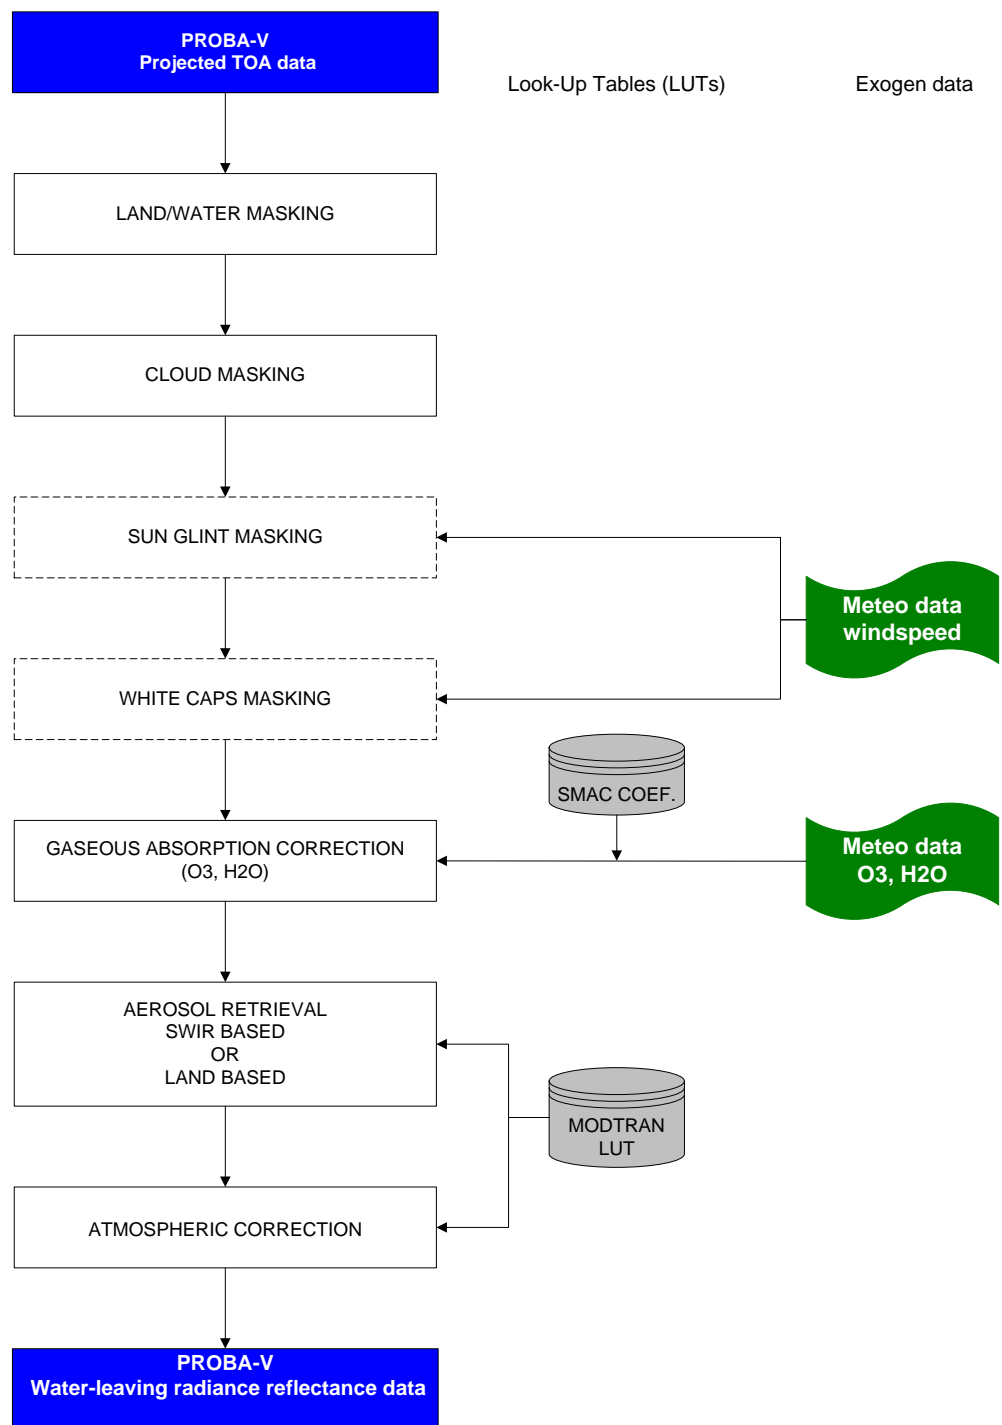 PROBA-V
Projected TOA data
Look-Up Tables (LUTs)
Exogen data
LAND/WATER MASKING
CLOUD MASKING
SUN GLINT MASKING
Meteo data
windspeed
WHITE CAPS MASKING
SMAC COEF.
GASEOUS ABSORPTION CORRECTION
(O3, H2O)
Meteo data
O3, H2O
AEROSOL RETRIEVAL
SWIR BASED
OR
LAND BASED
MODTRAN
LUT
ATMOSPHERIC CORRECTION
PROBA-V
Water-leaving radiance reflectance data